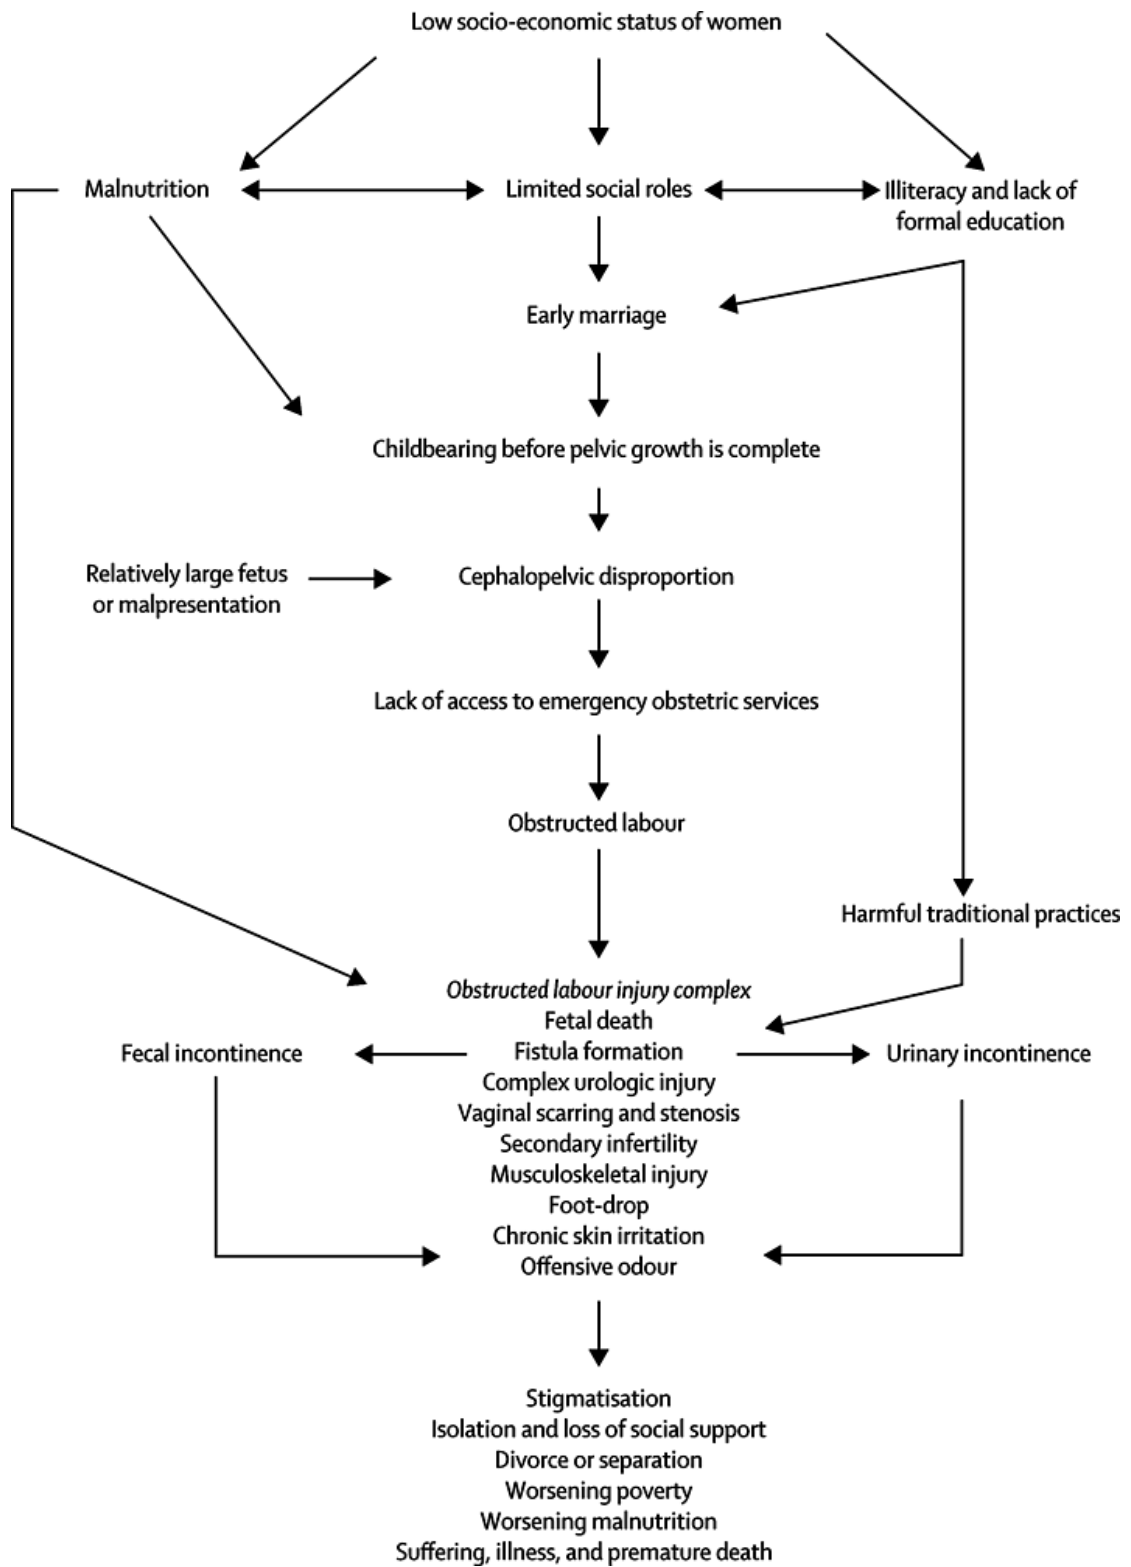 Low socio-economic status of women
Malnutrition
Limited social roles
Illiteracy and lack of
formal education
Early marriage
Childbearing before pelvic growth is complete
Relatively large fetus
or malpresentation
Cephalopelvic disproportion
Lack of access to emergency obstetric services
Obstructed labour
Harmful traditional practices
Obstructed labour injury complex
Fetal death
Fecal incontinence
Fistula formation
Urinary incontinence
Complex urologic injury
Vaginal scarring and stenosis
Secondary infertility
Musculoskeletal injury
Foot-drop
Chronic skin irritation
Offensive odour
Stigmatisation
Isolation and loss of social support
Divorce or separation
Worsening poverty
Worsening malnutrition
Suffering, illness, and premature death